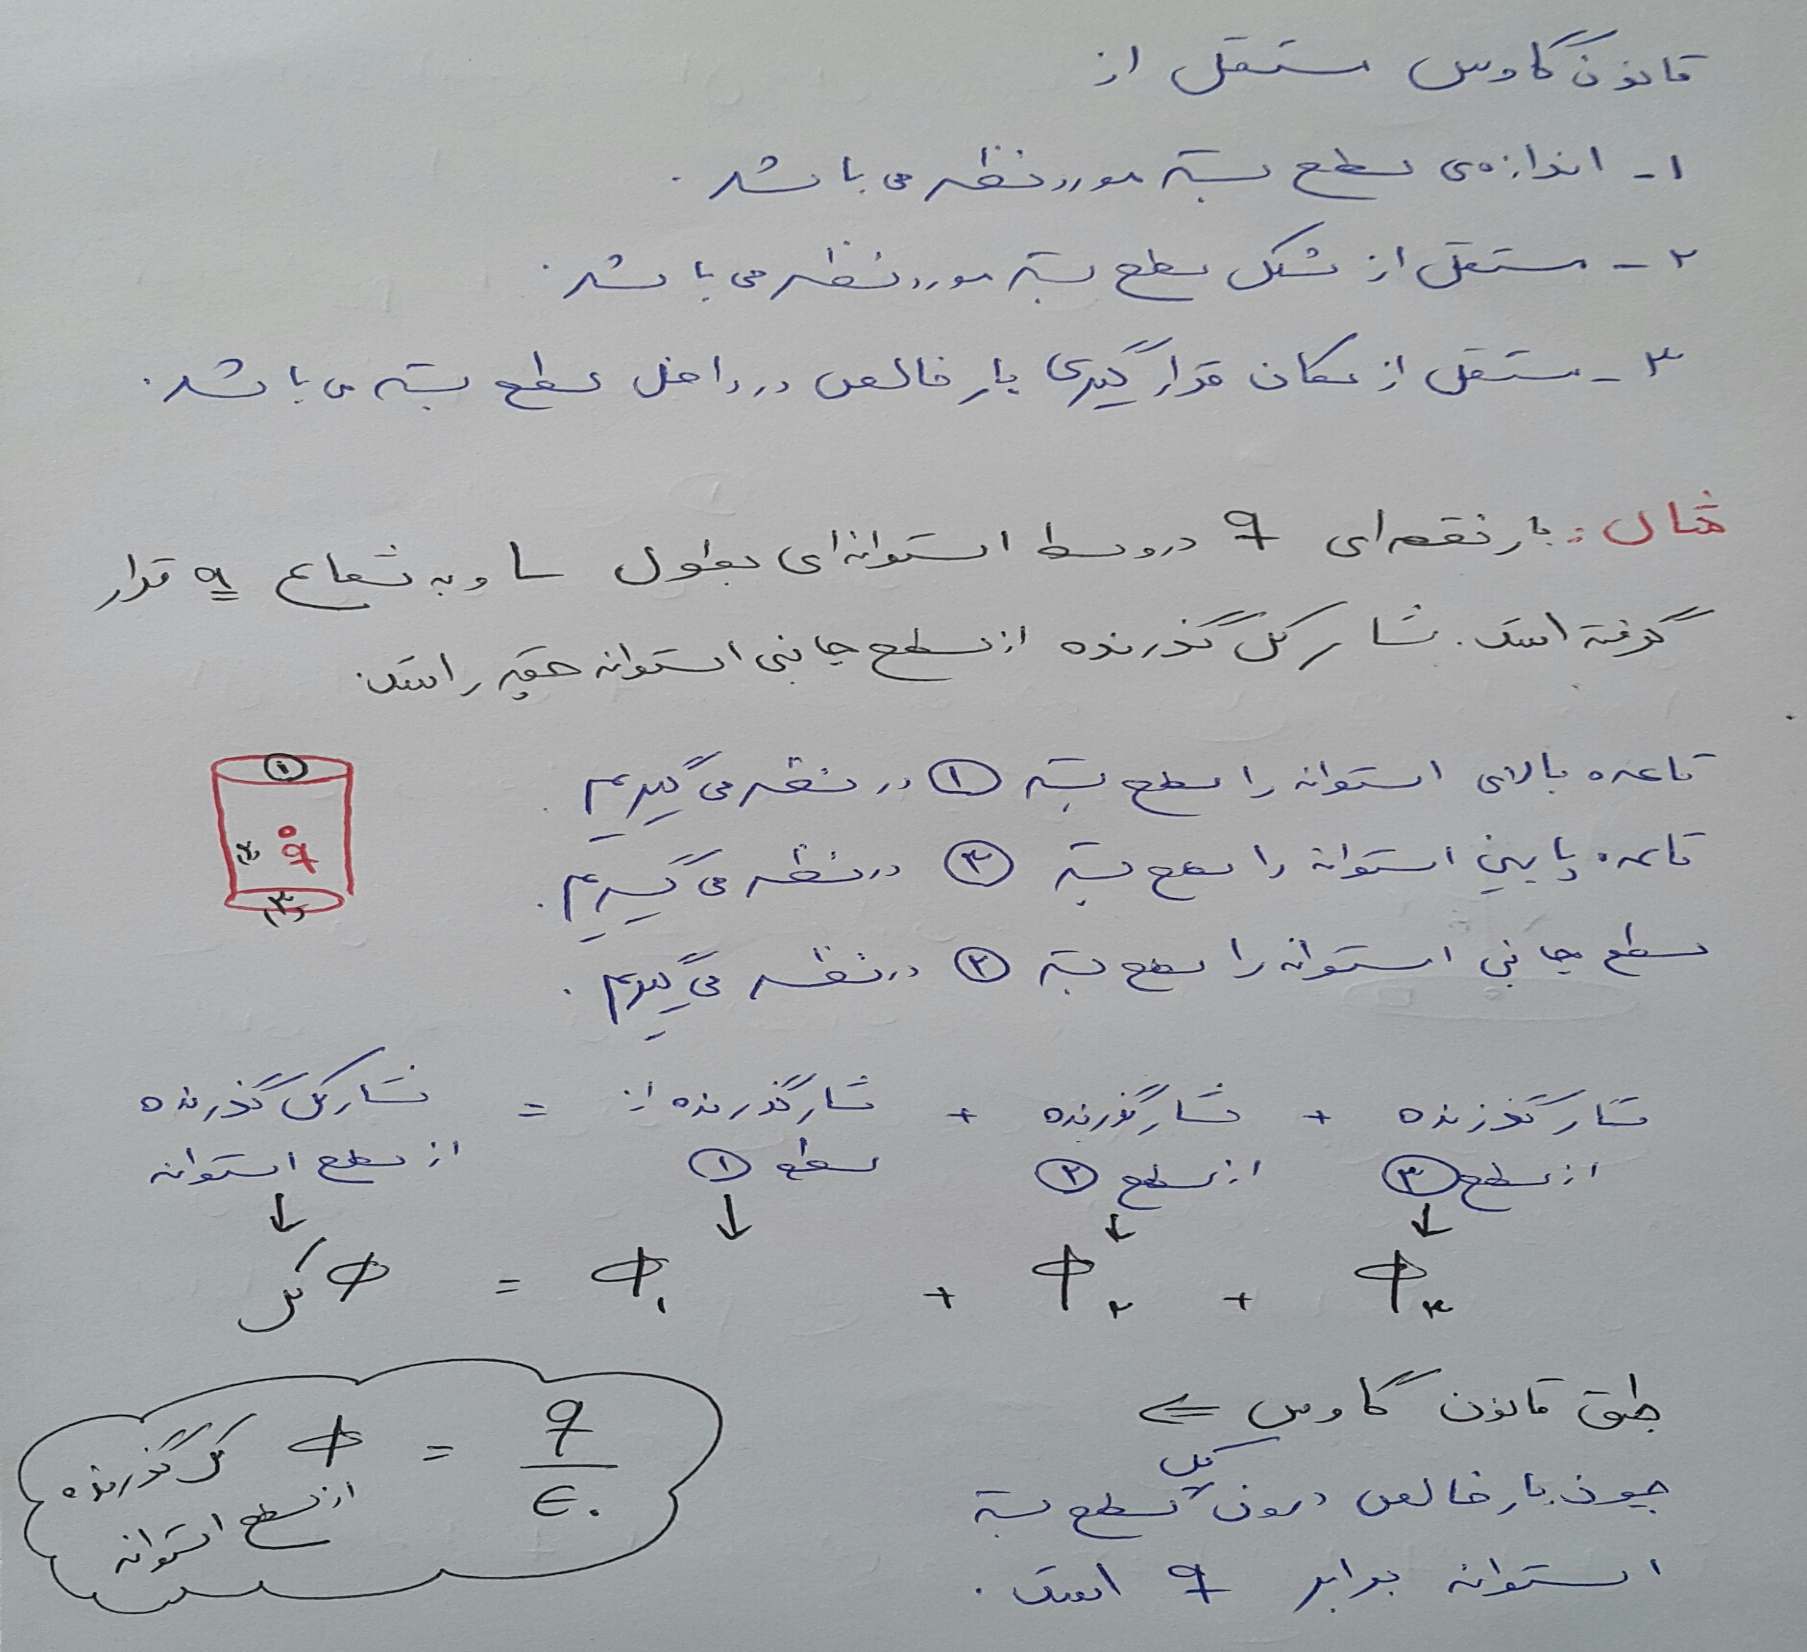 قانون گاوس مستقل از
۱- اندازه‌ی سطح بسته مورد نظر می باشد.
۲- مستقل از شکل سطح بسته مورد نظر می باشد.
۳- مستقل از مکان قرار گیری بار خالص در داخل سطح بسته می باشد.
مثال: بار نقطه ای q در وسط استوانه ای بطول L و به شعاع a قرار
گرفته است. شار کل گذرنده از سطح جانبی استوانه چقدر است.
قاعده بالای استوانه را سطح بسته ① در نظر می گیریم.
قاعده پایین استوانه را سطح بسته ③ در نظر می گیریم.
سطح جانبی استوانه را سطح بسته ② در نظر می گیریم.
① q ② ③
شار کل گذرنده = شار گذرنده از + شار گذرنده + شار گذرنده
از سطح استوانه سطح ① از سطح ② از سطح ③
↓ ↓ ↓ ↓
ϕ کل = ϕ۱ + ϕ۲ + ϕ۳
طبق قانون گاوس ⇐
چون بار خالص درون کل سطح بسته
استوانه برابر q است.
ϕ کل گذرنده از سطح استوانه = q / ϵ۰